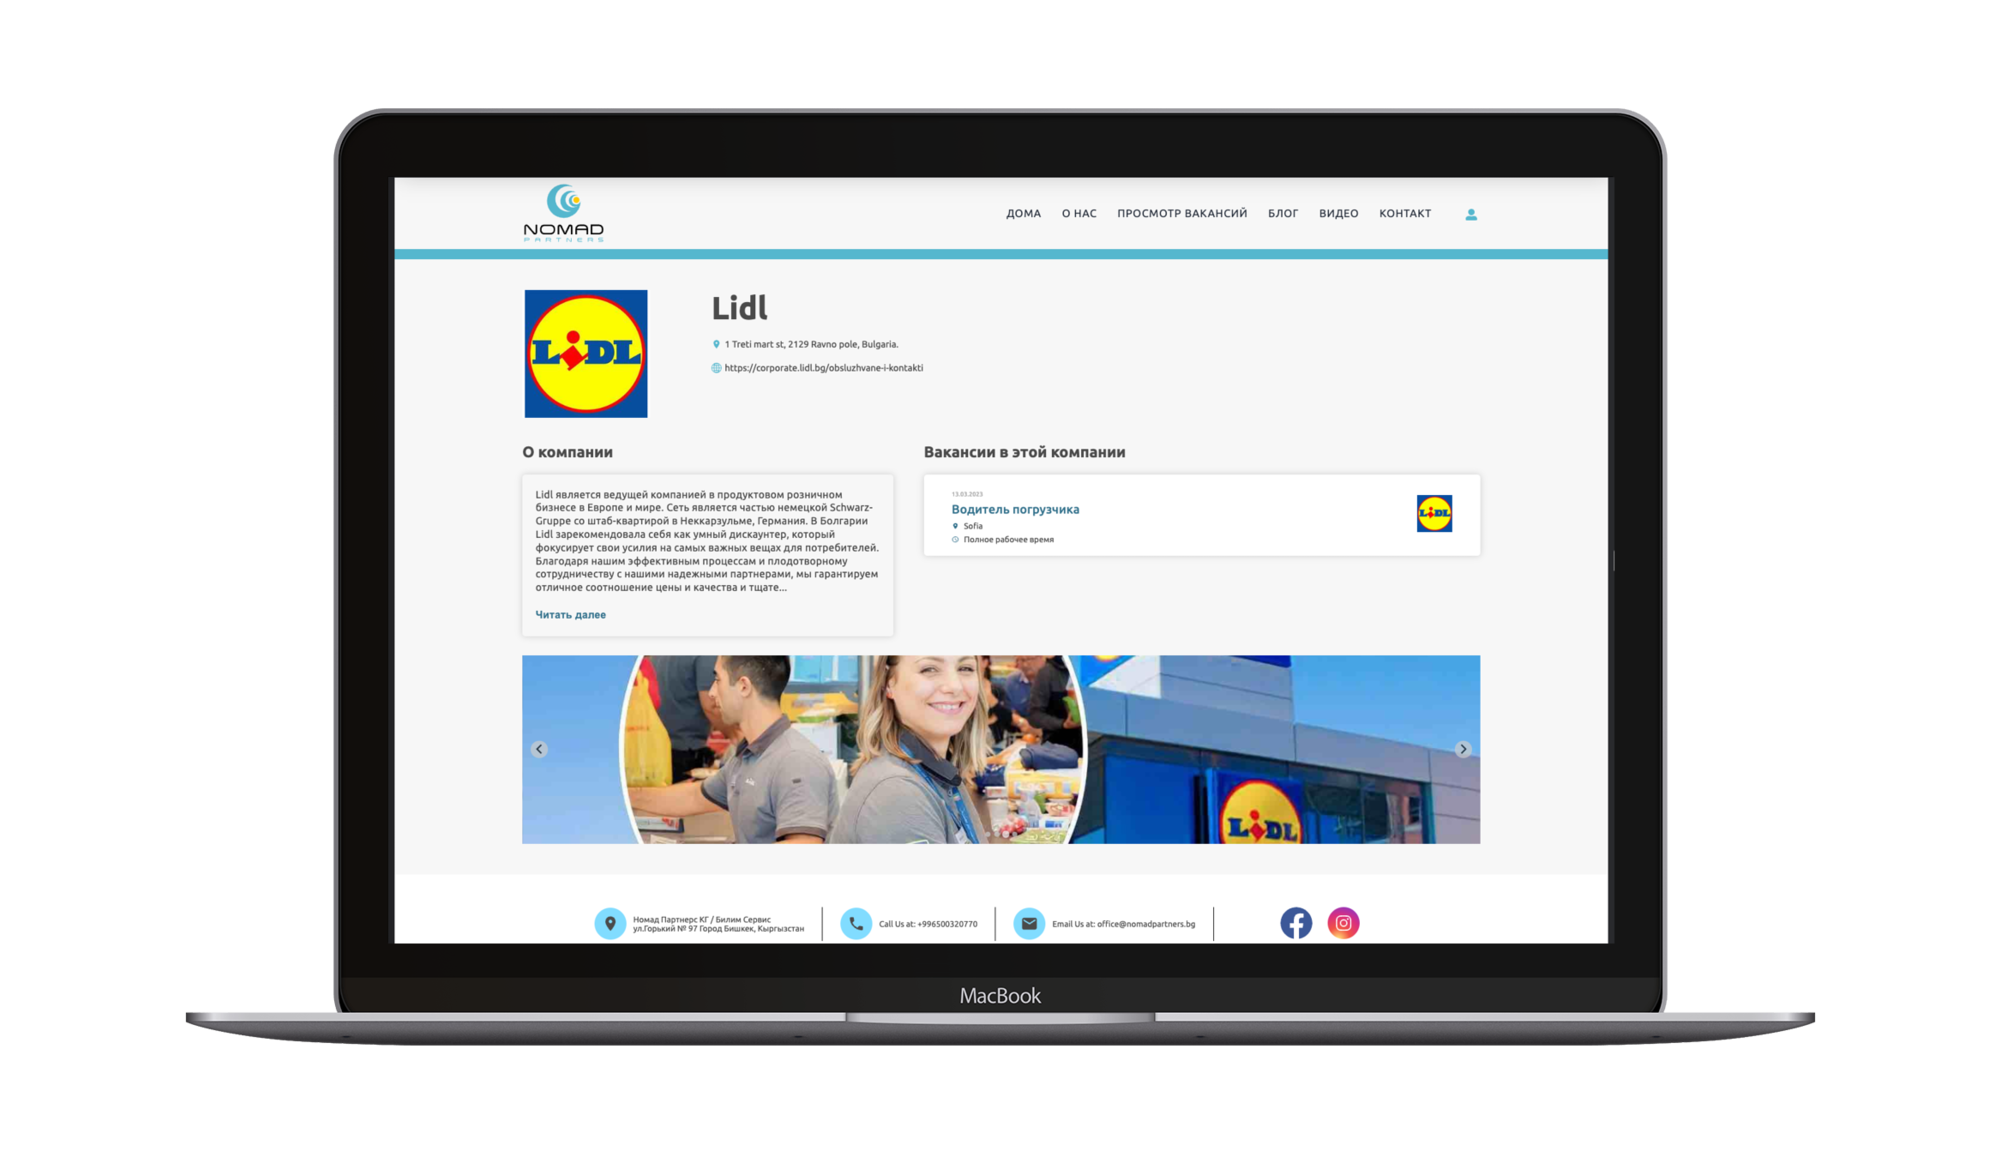 NOMAD
PARTNERS
ДОМА
О НАС
ПРОСМОТР ВАКАНСИЙ
БЛОГ
ВИДЕО
КОНТАКТ
LIDL
Lidl
1 Treti mart st, 2129 Ravno pole, Bulgaria.
https://corporate.lidl.bg/obsluzhvane-i-kontakti
О компании
Lidl является ведущей компанией в продуктовом розничном
бизнесе в Европе и мире. Сеть является частью немецкой Schwarz-
Gruppe со штаб-квартирой в Неккарзульме, Германия. В Болгарии
Lidl зарекомендовала себя как умный дискаунтер, который
фокусирует свои усилия на самых важных вещах для потребителей.
Благодаря нашим эффективным процессам и плодотворному
сотрудничеству с нашими надежными партнерами, мы гарантируем
отличное соотношение цены и качества и тщате...
Читать далее
Вакансии в этой компании
13.03.2023
Водитель погрузчика
Sofia
Полное рабочее время
LIDL
LIDL
Номад Партнерс КГ / Билим Сервис
ул.Горький № 97 Город Бишкек, Кыргызстан
Call Us at: +996500320770
Email Us at: office@nomadpartners.bg
MacBook